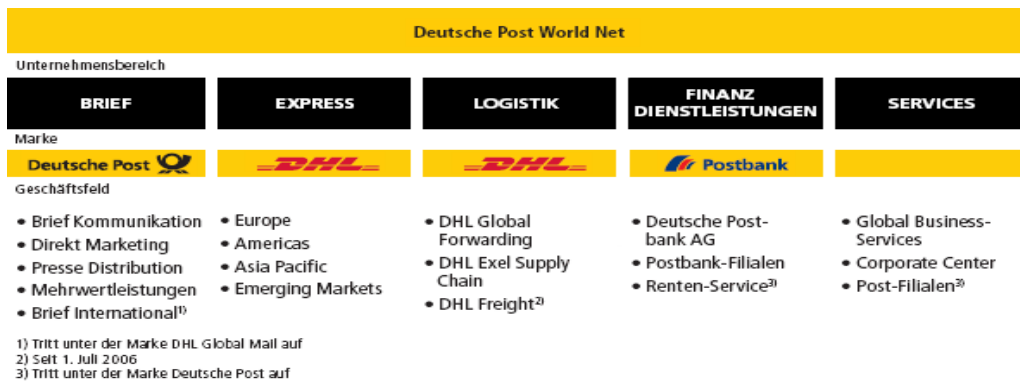 Deutsche Post World Net
Unternehmensbereich
BRIEF
EXPRESS
LOGISTIK
FINANZ
DIENSTLEISTUNGEN
SERVICES
Marke
Deutsche Post
DHL
DHL
Postbank
Geschäftsfeld
• Brief Kommunikation
• Direkt Marketing
• Presse Distribution
• Mehrwertleistungen
• Brief International¹⁾
• Europe
• Americas
• Asia Pacific
• Emerging Markets
• DHL Global
Forwarding
• DHL Exel Supply
Chain
• DHL Freight²⁾
• Deutsche Post-
bank AG
• Postbank-Filialen
• Renten-Service³⁾
• Global Business-
Services
• Corporate Center
• Post-Filialen³⁾
1) Tritt unter der Marke DHL Global Mail auf
2) Seit 1. Juli 2006
3) Tritt unter der Marke Deutsche Post auf